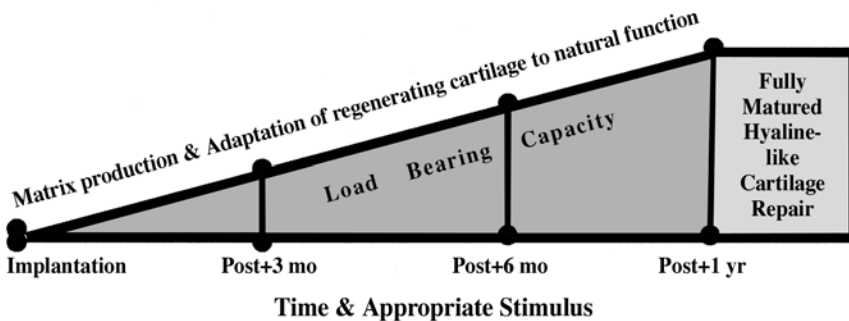 Matrix production & Adaptation of regenerating cartilage to natural function
Load Bearing Capacity
Fully
Matured
Hyaline-
like
Cartilage
Repair
Implantation Post+3 mo Post+6 mo Post+1 yr
Time & Appropriate Stimulus